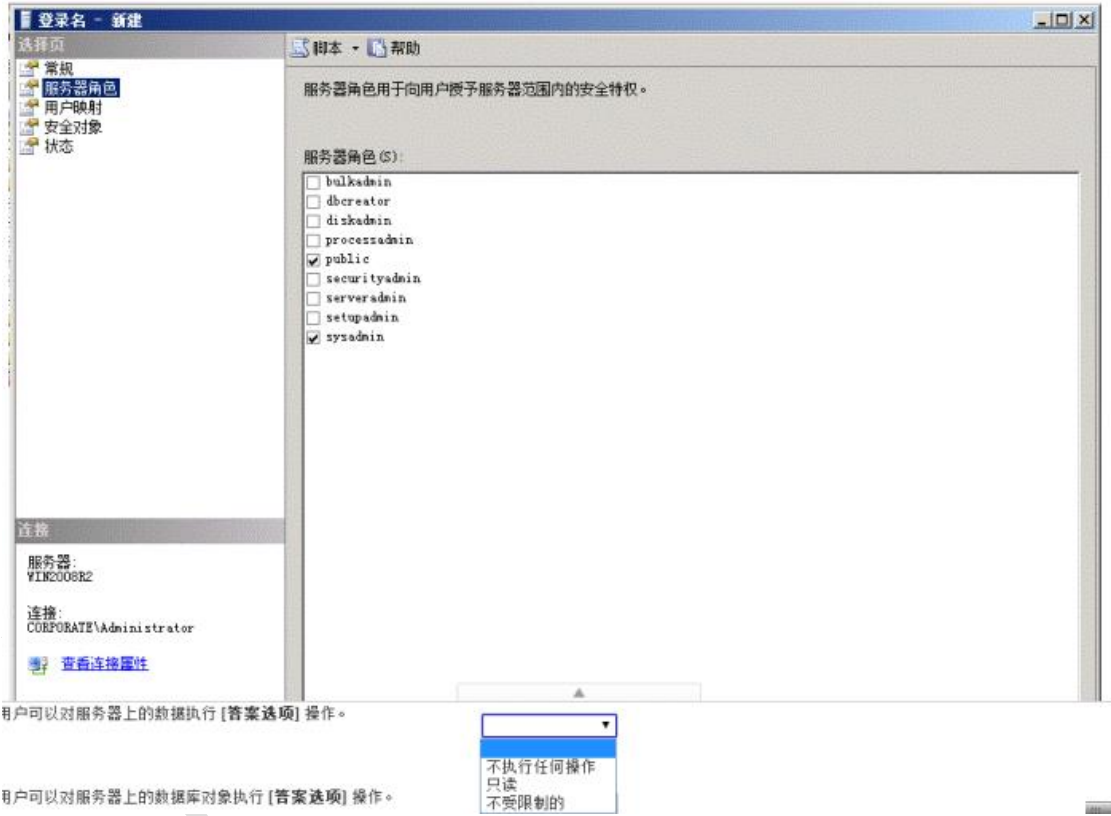 登录名 - 新建
选择页
常规
服务器角色
用户映射
安全对象
状态
脚本
帮助
服务器角色用于向用户授予服务器范围内的安全特权。
服务器角色(S):
bulkadmin
dbcreator
diskadmin
processadmin
public
securityadmin
serveradmin
setupadmin
sysadmin
连接
服务器:
WIN2008R2
连接:
CORPORATE\Administrator
查看连接属性
用户可以对服务器上的数据执行 [答案选项] 操作。
不执行任何操作
只读
不受限制的
用户可以对服务器上的数据库对象执行 [答案选项] 操作。